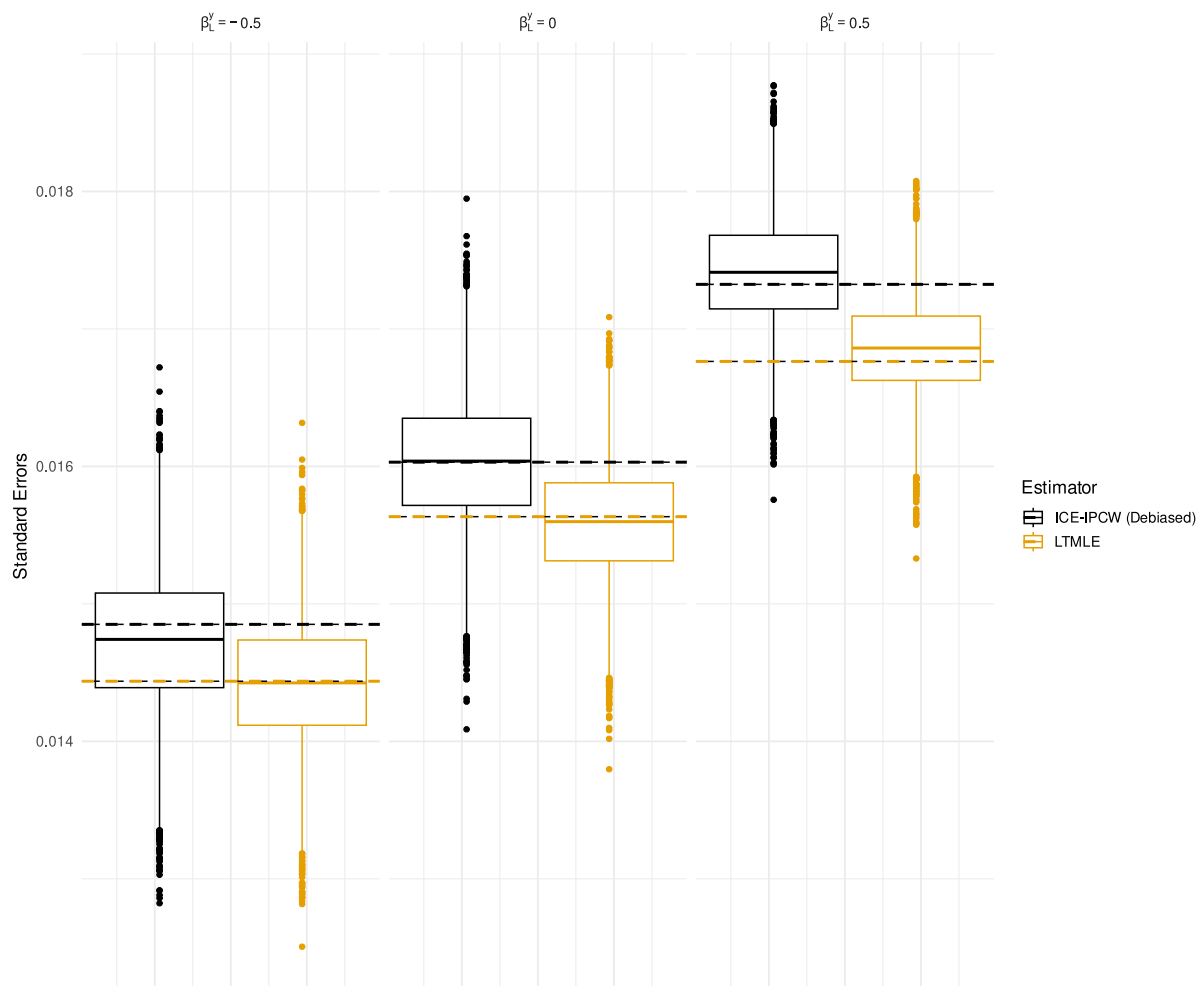 β_L^y = −0.5
β_L^y = 0
β_L^y = 0.5
Standard Errors
0.018
0.016
0.014
Estimator
ICE-IPCW (Debiased)
LTMLE